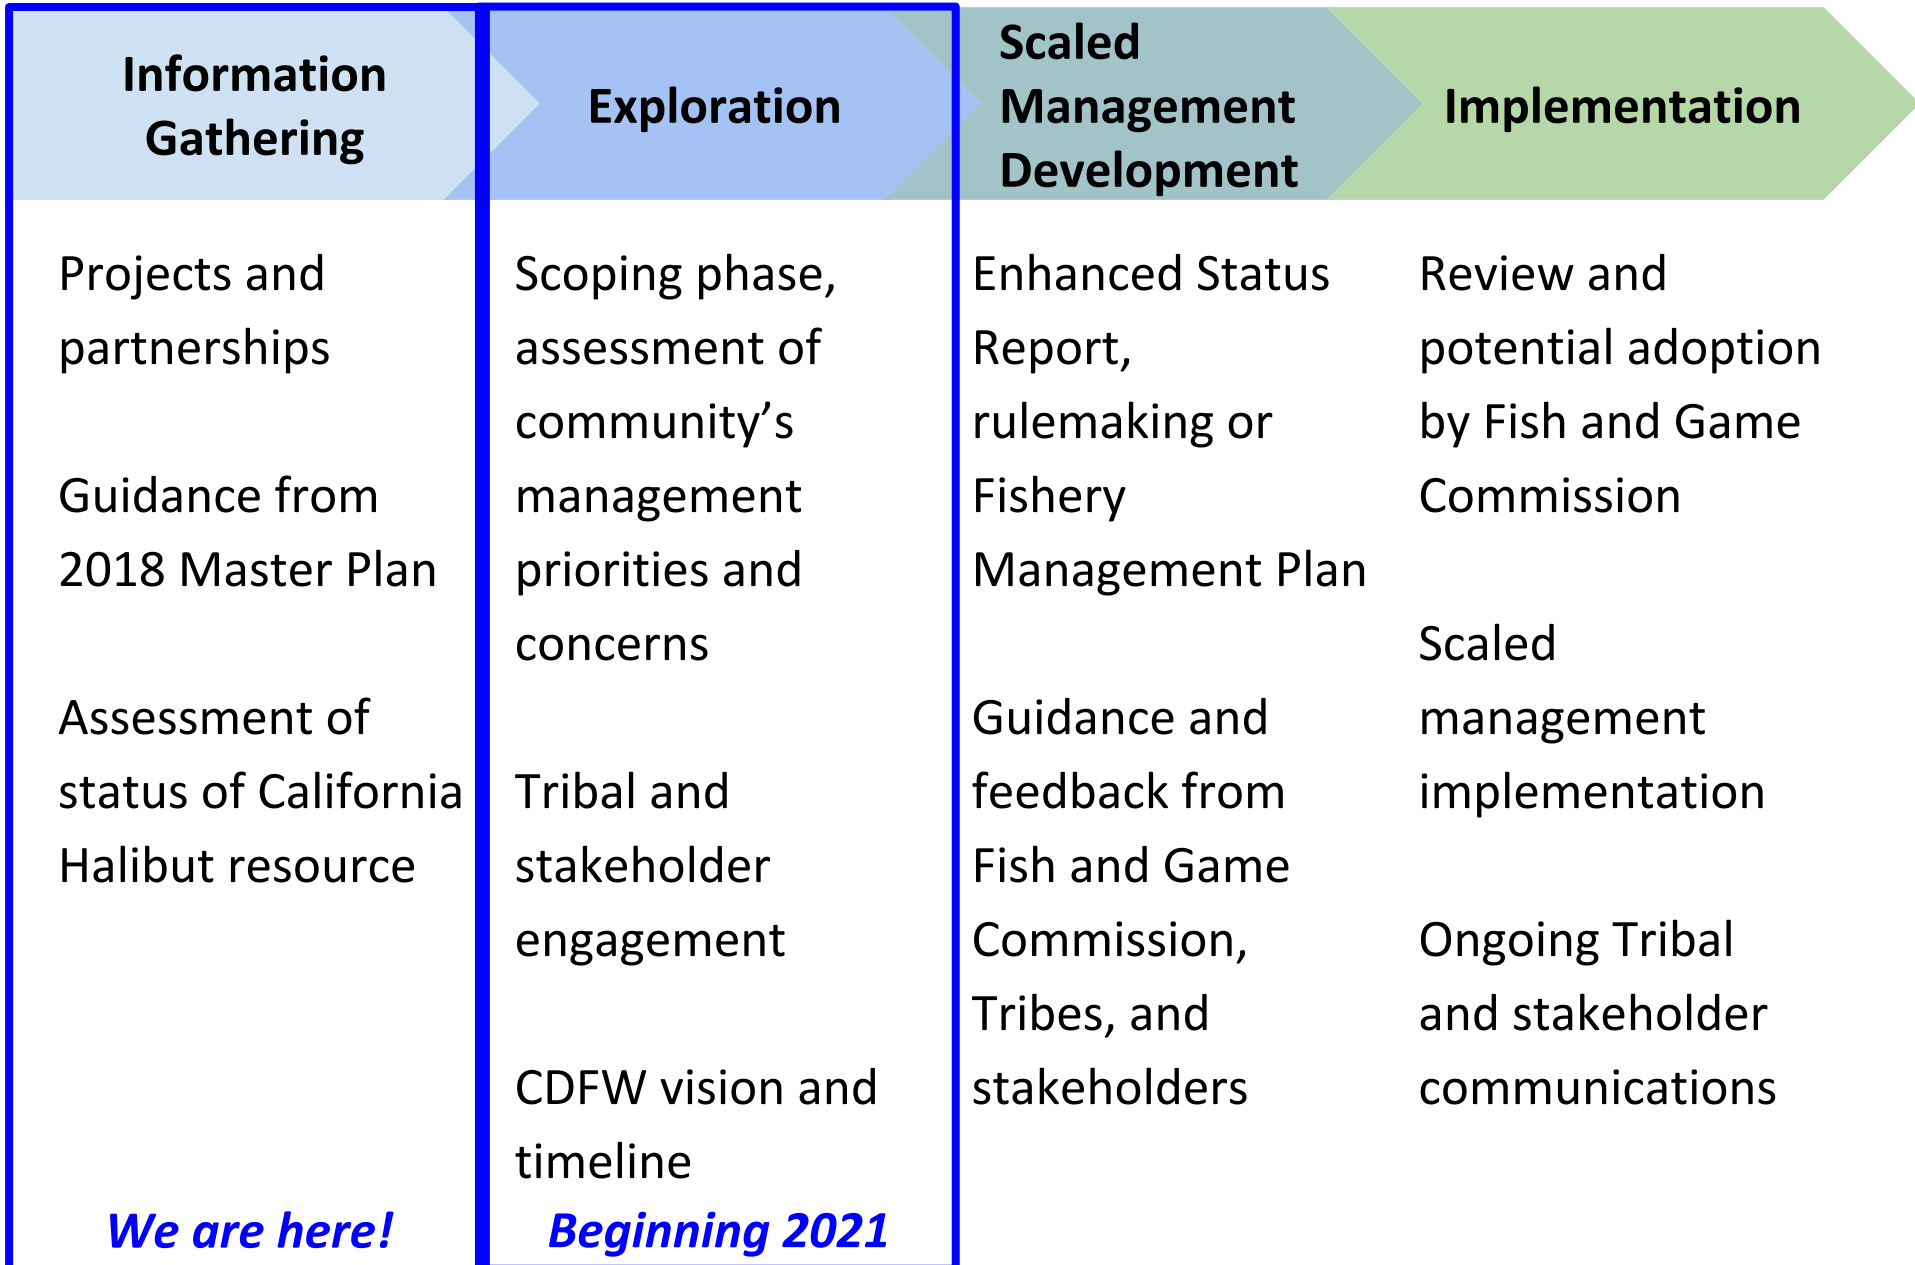 Information
Gathering
Exploration
Scaled
Management
Development
Implementation
Projects and
partnerships
Guidance from
2018 Master Plan
Assessment of
status of California
Halibut resource
We are here!
Scoping phase,
assessment of
community’s
management
priorities and
concerns
Tribal and
stakeholder
engagement
CDFW vision and
timeline
Beginning 2021
Enhanced Status
Report,
rulemaking or
Fishery
Management Plan
Guidance and
feedback from
Fish and Game
Commission,
Tribes, and
stakeholders
Review and
potential adoption
by Fish and Game
Commission
Scaled
management
implementation
Ongoing Tribal
and stakeholder
communications